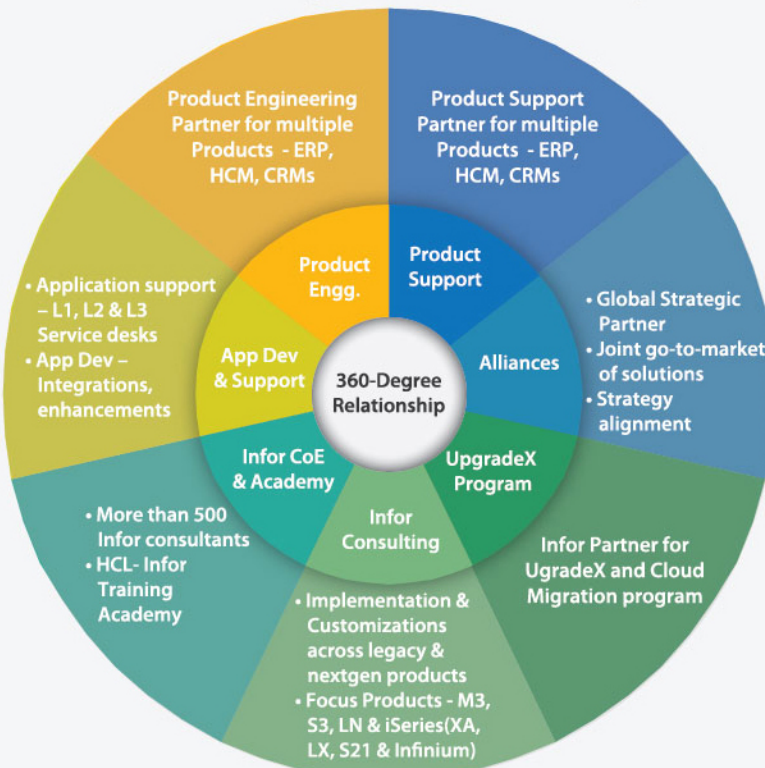 Product Engineering
Partner for multiple
Products - ERP,
HCM, CRMs
Product Support
Partner for multiple
Products - ERP,
HCM, CRMs
Product
Engg.
Product
Support
• Application support
– L1, L2 & L3
Service desks
• App Dev –
Integrations,
enhancements
App Dev
& Support
360-Degree
Relationship
Alliances
• Global Strategic
Partner
• Joint go-to-market
of solutions
• Strategy
alignment
Infor CoE
& Academy
Infor
Consulting
UpgradeX
Program
• More than 500
Infor consultants
• HCL- Infor
Training
Academy
• Implementation &
Customizations
across legacy &
nextgen products
• Focus Products - M3,
S3, LN & iSeries(XA,
LX, S21 & Infinium)
Infor Partner for
UgradeX and Cloud
Migration program